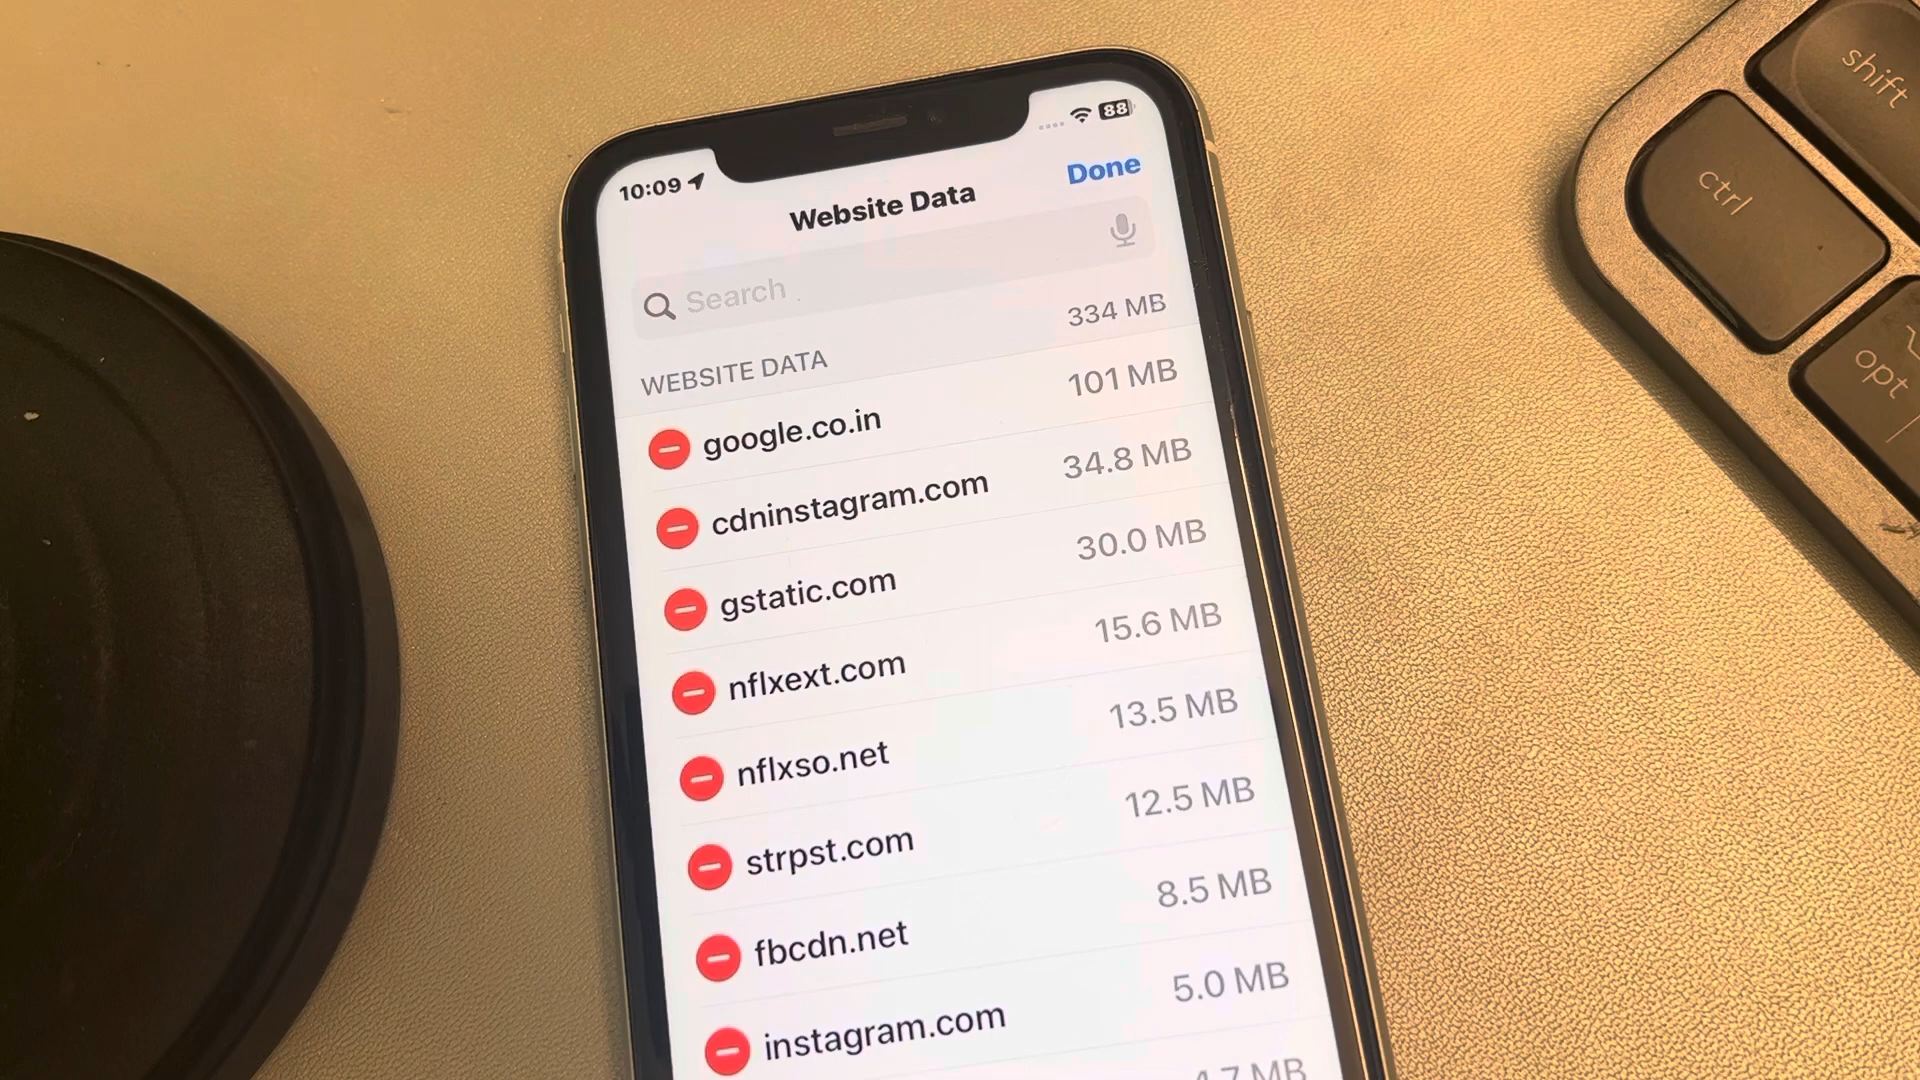 10:09 88
Website Data Done
Search
WEBSITE DATA 334 MB
google.co.in 101 MB
cdninstagram.com 34.8 MB
gstatic.com 30.0 MB
nflxext.com 15.6 MB
nflxso.net 13.5 MB
strpst.com 12.5 MB
fbcdn.net 8.5 MB
instagram.com 5.0 MB
shift
ctrl
opt